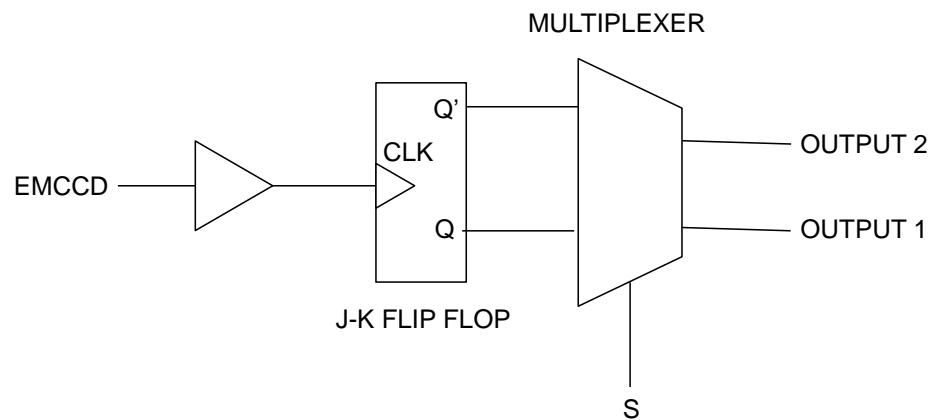 MULTIPLEXER
Q'
OUTPUT 2
CLK
EMCCD
Q
OUTPUT 1
J-K FLIP FLOP
S